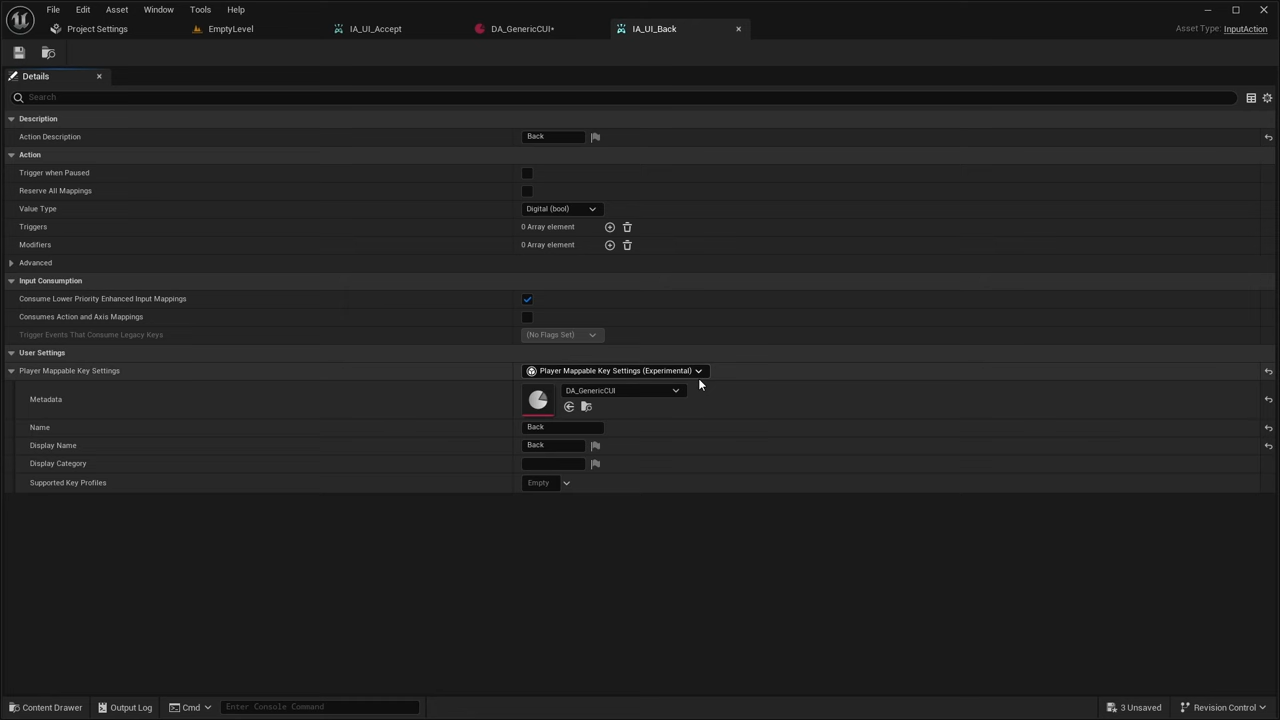 File Edit Asset Window Tools Help
Project Settings EmptyLevel IA_UI_Accept DA_GenericCUI• IA_UI_Back Asset Type: InputAction
Details
Search
Description
Action Description Back
Action
Trigger when Paused
Reserve All Mappings
Value Type Digital (bool)
Triggers 0 Array element
Modifiers 0 Array element
Advanced
Input Consumption
Consume Lower Priority Enhanced Input Mappings
Consumes Action and Axis Mappings
Trigger Events That Consume Legacy Keys (No Flags Set)
User Settings
Player Mappable Key Settings Player Mappable Key Settings (Experimental)
Metadata DA_GenericCUI
Name Back
Display Name Back
Display Category
Supported Key Profiles Empty
Content Drawer Output Log Cmd Enter Console Command 3 Unsaved Revision Control